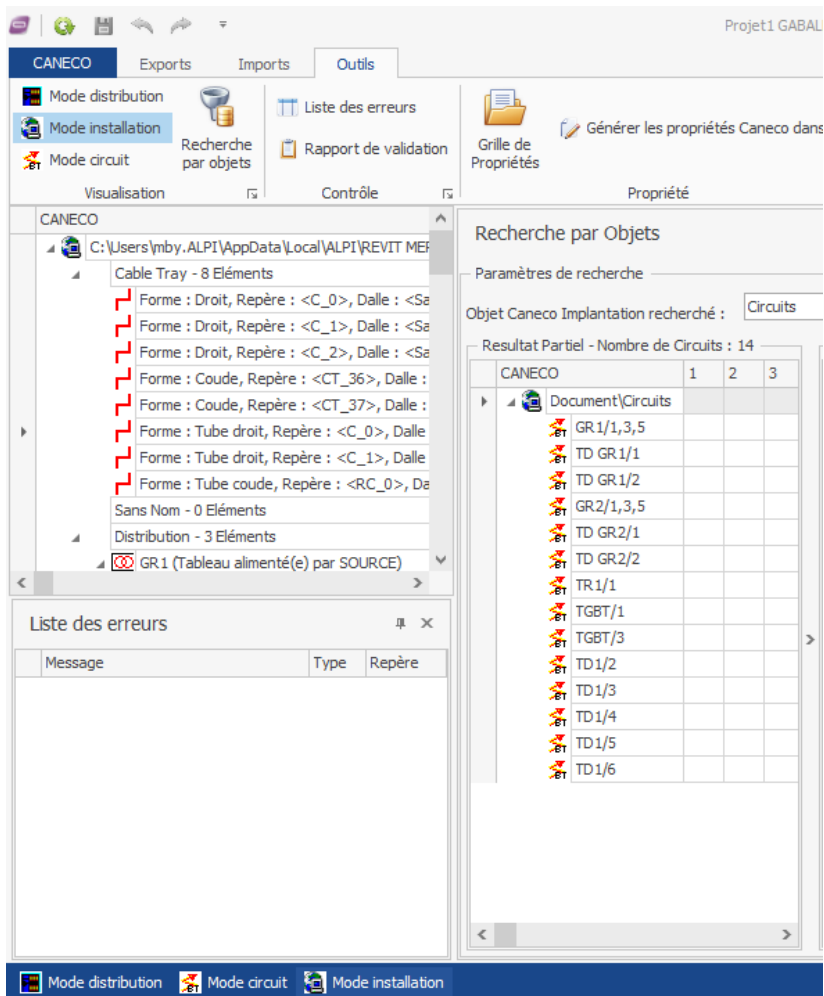 Projet1 GABALI
CANECO Exports Imports Outils
Mode distribution
Mode installation
Mode circuit
Recherche par objets
Visualisation
Liste des erreurs
Rapport de validation
Contrôle
Grille de Propriétés
Générer les propriétés Caneco dans
Propriété
CANECO
C:\Users\mby.ALPI\AppData\Local\ALPI\REVIT MEP
Cable Tray - 8 Eléments
Forme : Droit, Repère : <C_0>, Dalle : <Sa
Forme : Droit, Repère : <C_1>, Dalle : <Sa
Forme : Droit, Repère : <C_2>, Dalle : <Sa
Forme : Coude, Repère : <CT_36>, Dalle :
Forme : Coude, Repère : <CT_37>, Dalle :
Forme : Tube droit, Repère : <C_0>, Dalle
Forme : Tube droit, Repère : <C_1>, Dalle
Forme : Tube coude, Repère : <RC_0>, Da
Sans Nom - 0 Eléments
Distribution - 3 Eléments
GR1 (Tableau alimenté(e) par SOURCE)
Liste des erreurs
Message Type Repère
Recherche par Objets
Paramètres de recherche
Objet Caneco Implantation recherché : Circuits
Resultat Partiel - Nombre de Circuits : 14
CANECO 1 2 3
Document\Circuits
GR1/1,3,5
TD GR1/1
TD GR1/2
GR2/1,3,5
TD GR2/1
TD GR2/2
TR1/1
TGBT/1
TGBT/3
TD1/2
TD1/3
TD1/4
TD1/5
TD1/6
Mode distribution Mode circuit Mode installation